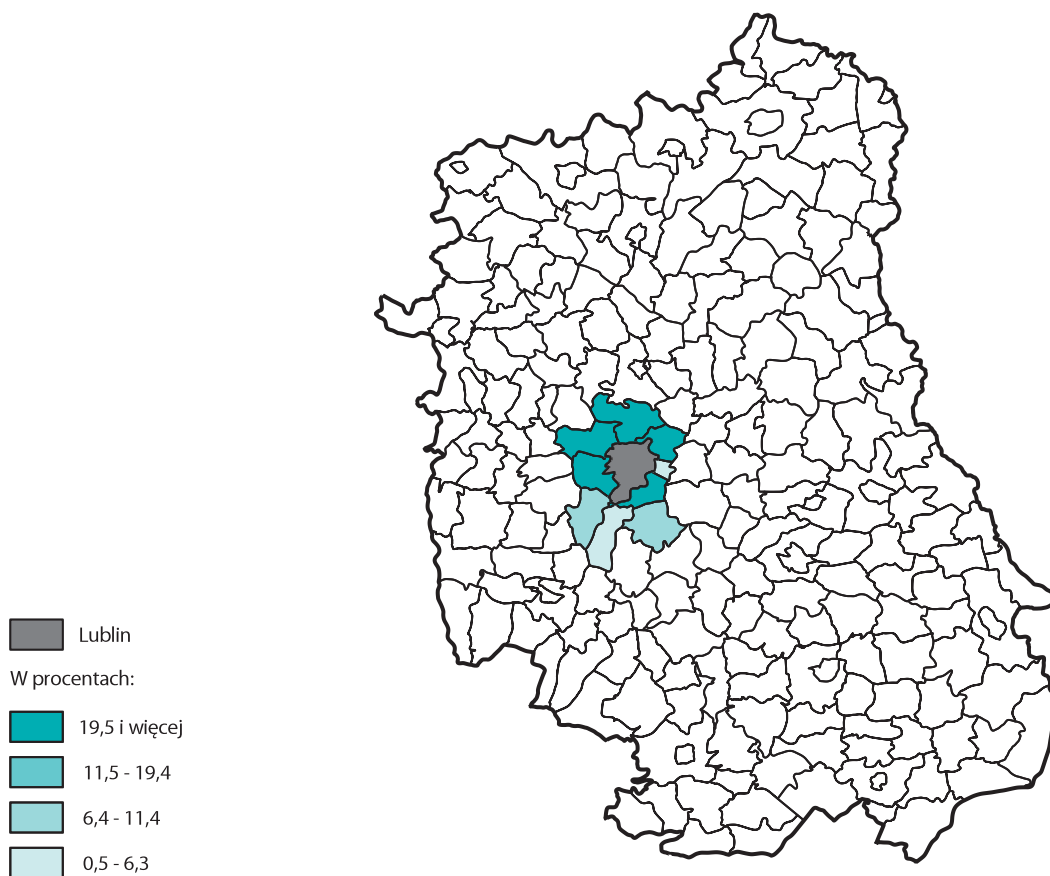 Lublin
W procentach:
19,5 i więcej
11,5 - 19,4
6,4 - 11,4
0,5 - 6,3